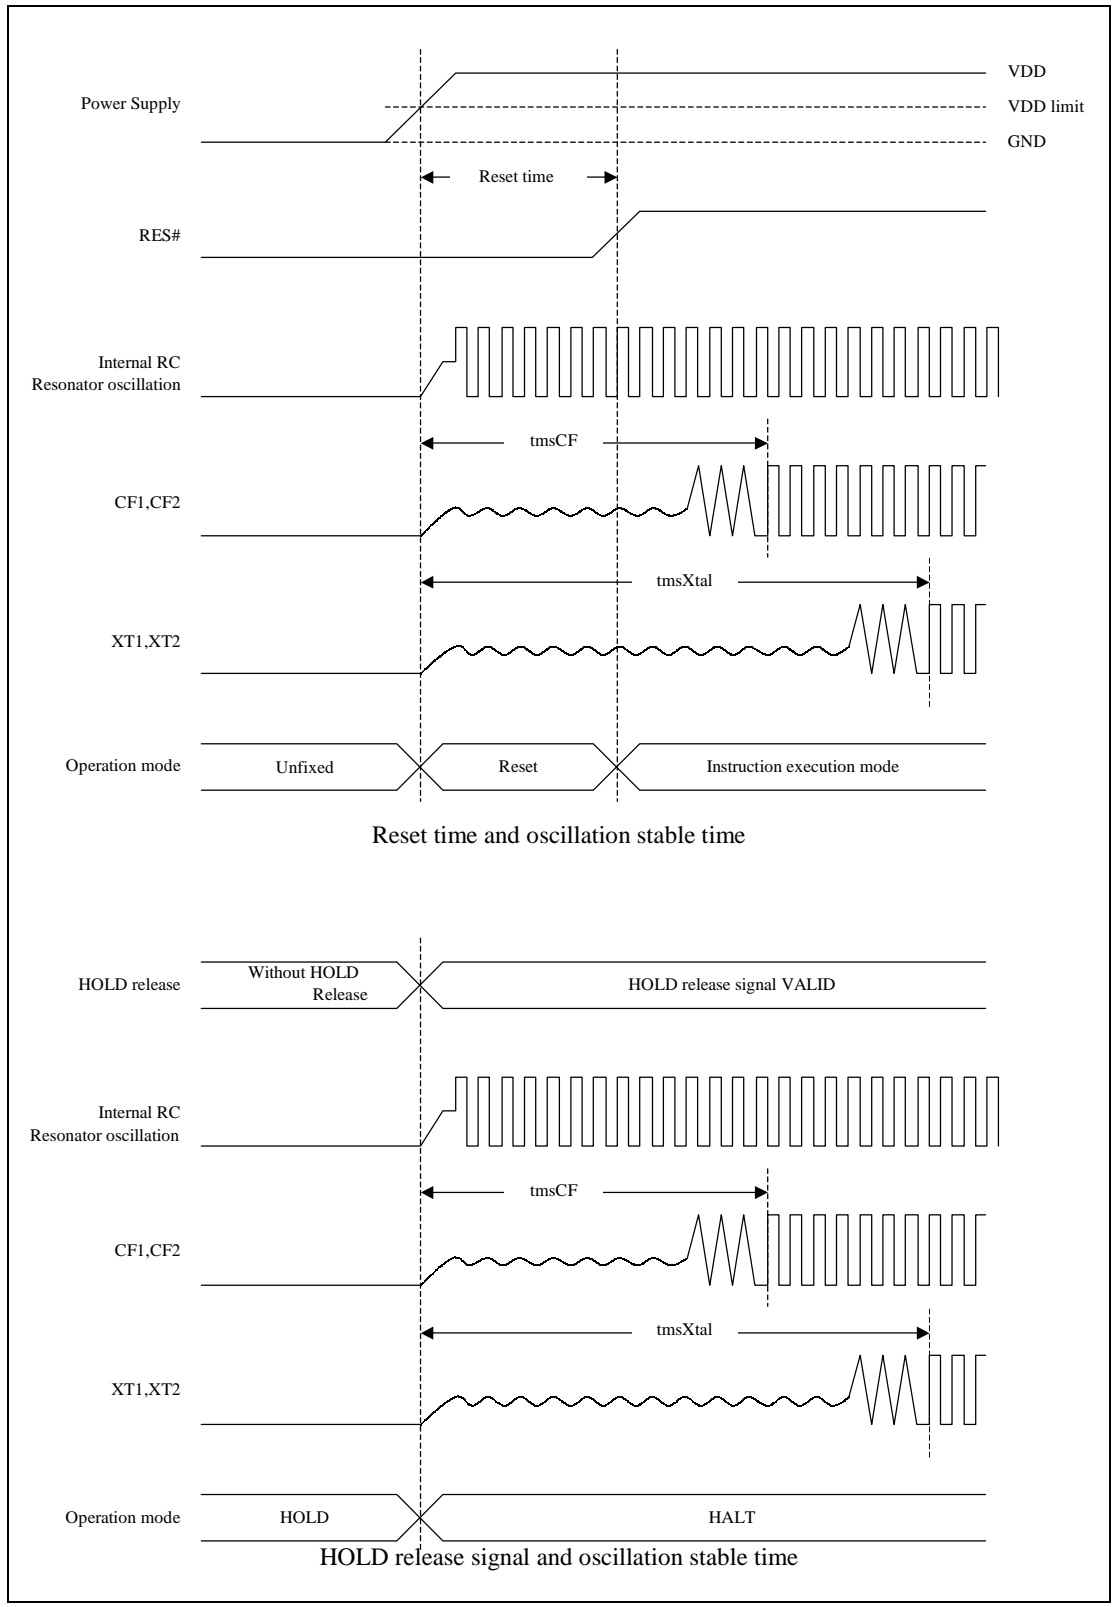 VDD
Power Supply
VDD limit
GND
Reset time
RES#
Internal RC
Resonator oscillation
tmsCF
CF1,CF2
tmsXtal
XT1,XT2
Operation mode
Unfixed
Reset
Instruction execution mode
Reset time and oscillation stable time
HOLD release
Without HOLD
Release
HOLD release signal VALID
Internal RC
Resonator oscillation
tmsCF
CF1,CF2
tmsXtal
XT1,XT2
Operation mode
HOLD
HALT
HOLD release signal and oscillation stable time